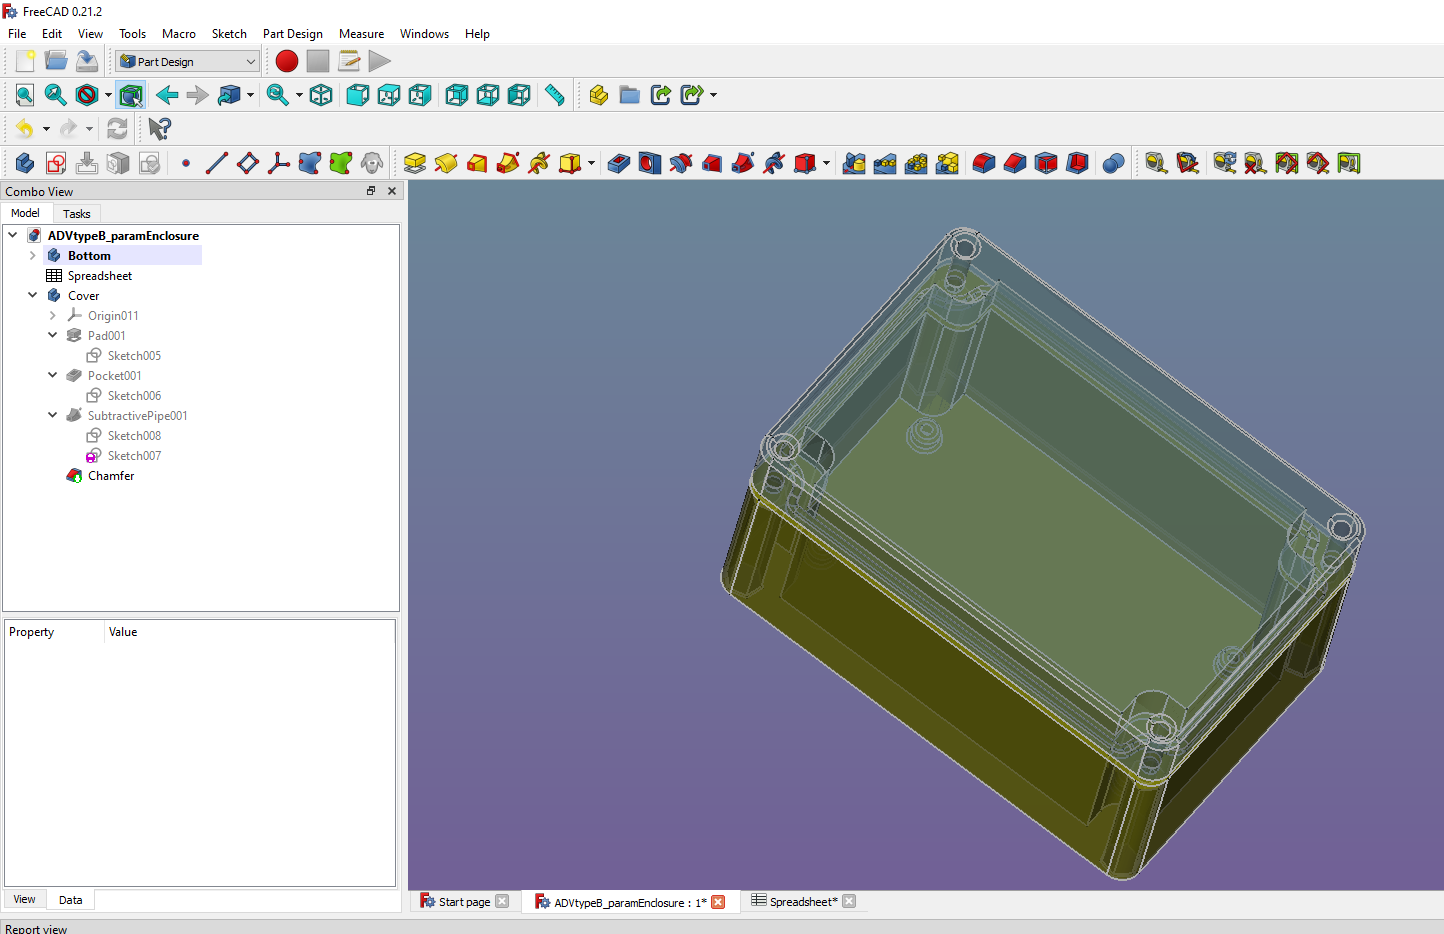 FreeCAD 0.21.2
File Edit View Tools Macro Sketch Part Design Measure Windows Help
Part Design
Combo View
Model Tasks
ADVtypeB_paramEnclosure
Bottom
Spreadsheet
Cover
Origin011
Pad001
Sketch005
Pocket001
Sketch006
SubtractivePipe001
Sketch008
Sketch007
Chamfer
Property Value
View Data
Start page ADVtypeB_paramEnclosure : 1* Spreadsheet*
Report view